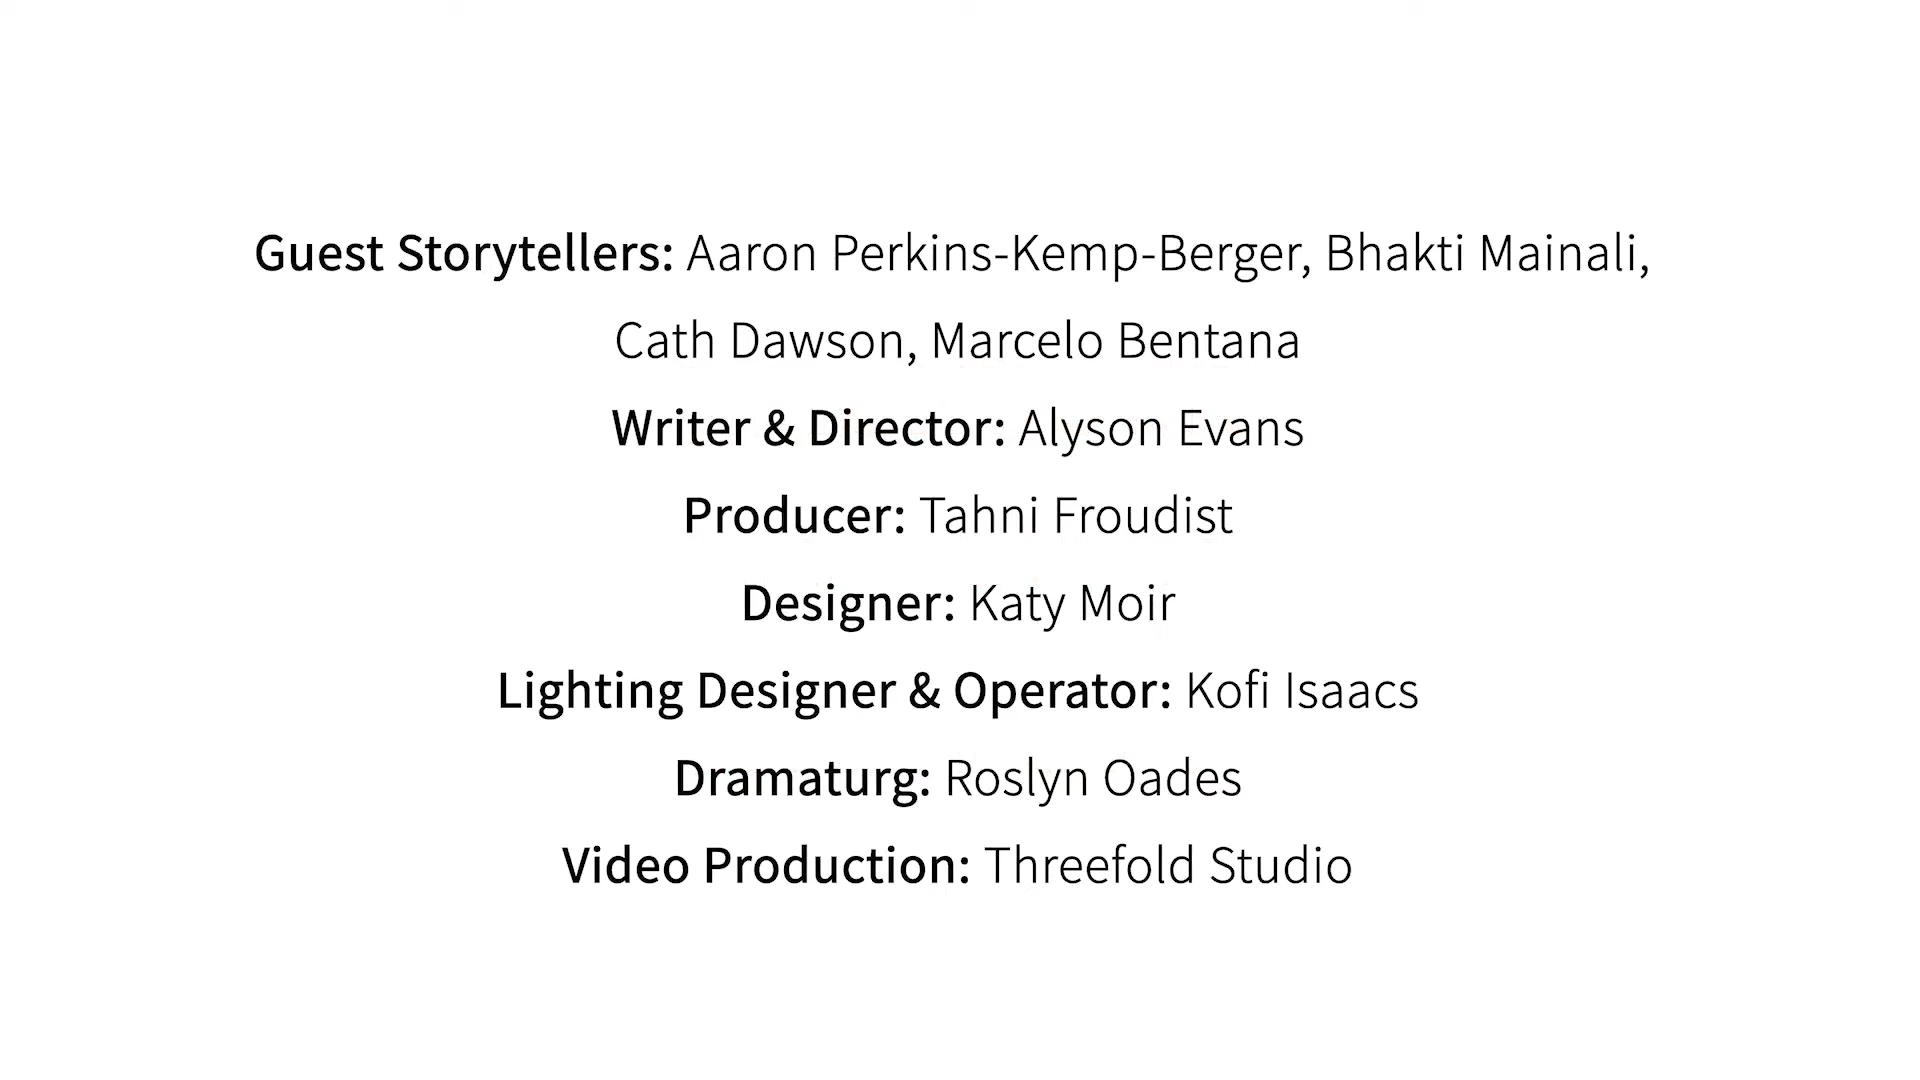 Guest Storytellers: Aaron Perkins-Kemp-Berger, Bhakti Mainali,
Cath Dawson, Marcelo Bentana
Writer & Director: Alyson Evans
Producer: Tahni Froudist
Designer: Katy Moir
Lighting Designer & Operator: Kofi Isaacs
Dramaturg: Roslyn Oades
Video Production: Threefold Studio